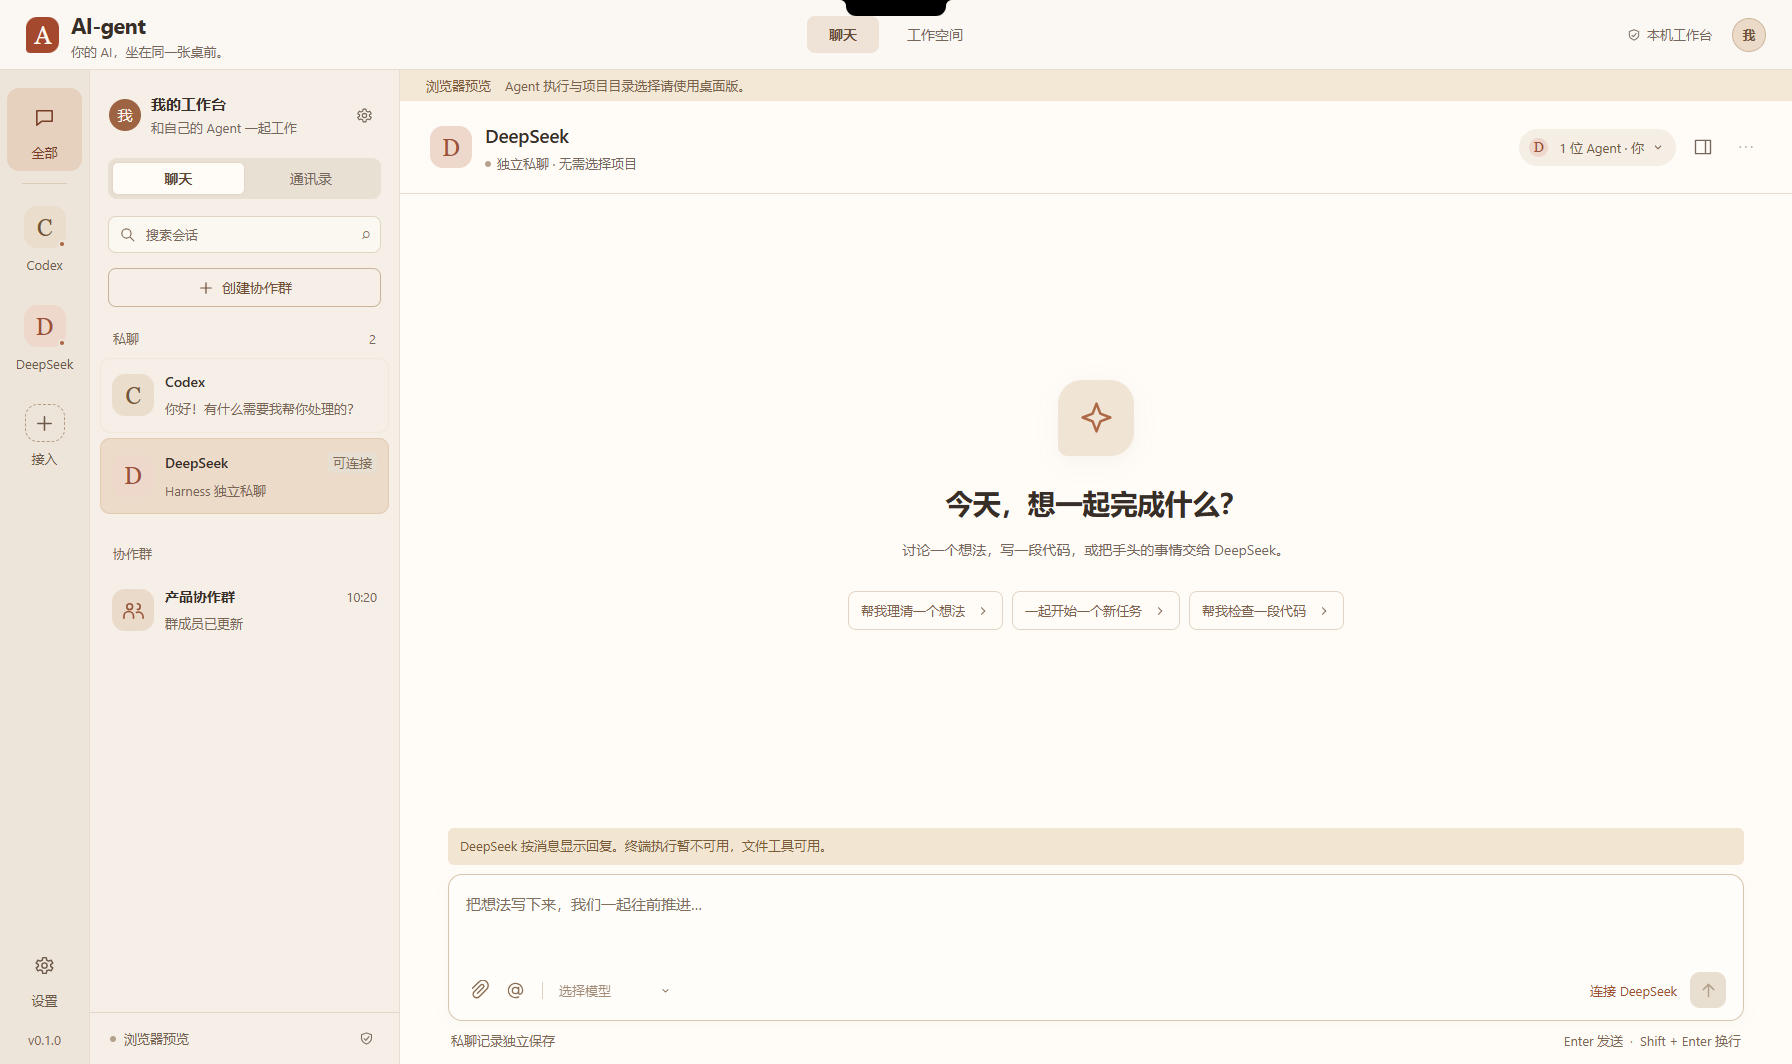 A
AI-gent
你的 AI，坐在同一张桌前。
聊天
工作空间
本机工作台
我
全部
C
Codex
D
DeepSeek
接入
设置
v0.1.0
我
我的工作台
和自己的 Agent 一起工作
聊天
通讯录
搜索会话
创建协作群
私聊
2
C
Codex
你好！有什么需要我帮你处理的？
D
DeepSeek
可连接
Harness 独立私聊
协作群
产品协作群
10:20
群成员已更新
浏览器预览
浏览器预览 Agent 执行与项目目录选择请使用桌面版。
D
DeepSeek
独立私聊 · 无需选择项目
D
1 位 Agent · 你
今天，想一起完成什么？
讨论一个想法，写一段代码，或把手头的事情交给 DeepSeek。
帮我理清一个想法
一起开始一个新任务
帮我检查一段代码
DeepSeek 按消息显示回复。终端执行暂不可用，文件工具可用。
把想法写下来，我们一起往前推进...
@
选择模型
连接 DeepSeek
私聊记录独立保存
Enter 发送 · Shift + Enter 换行